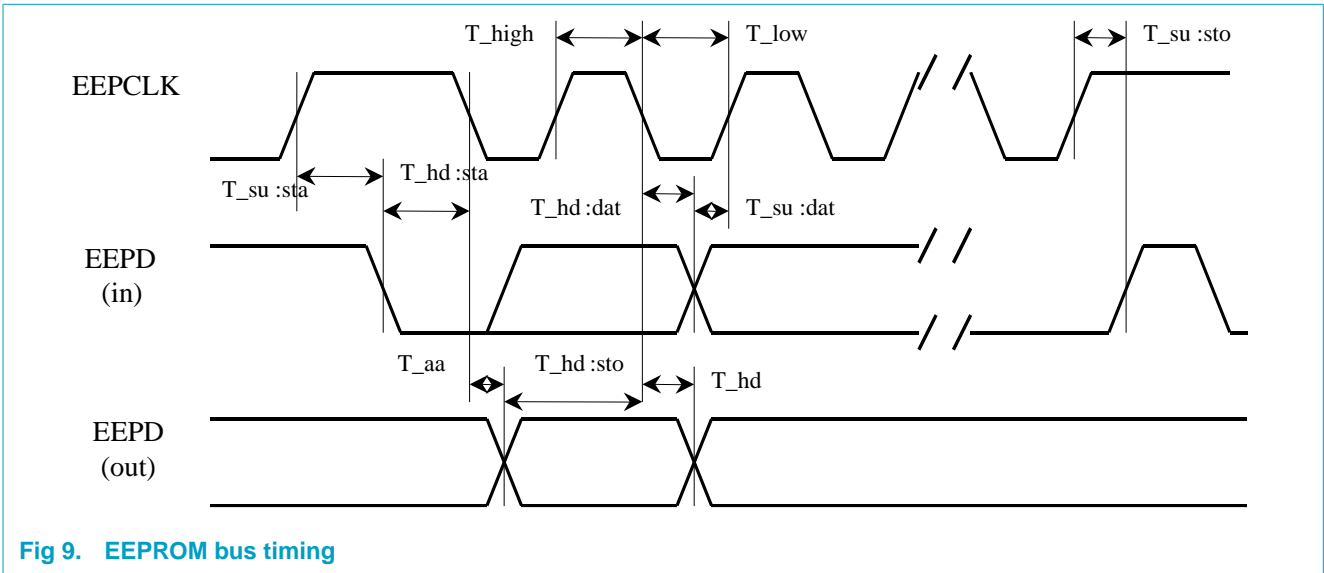 T_high
T_low
T_su :sto
EEPCLK
T_su :sta
T_hd :sta
T_hd :dat
T_su :dat
EEPD
(in)
T_aa
T_hd :sto
T_hd
EEPD
(out)
Fig 9. EEPROM bus timing